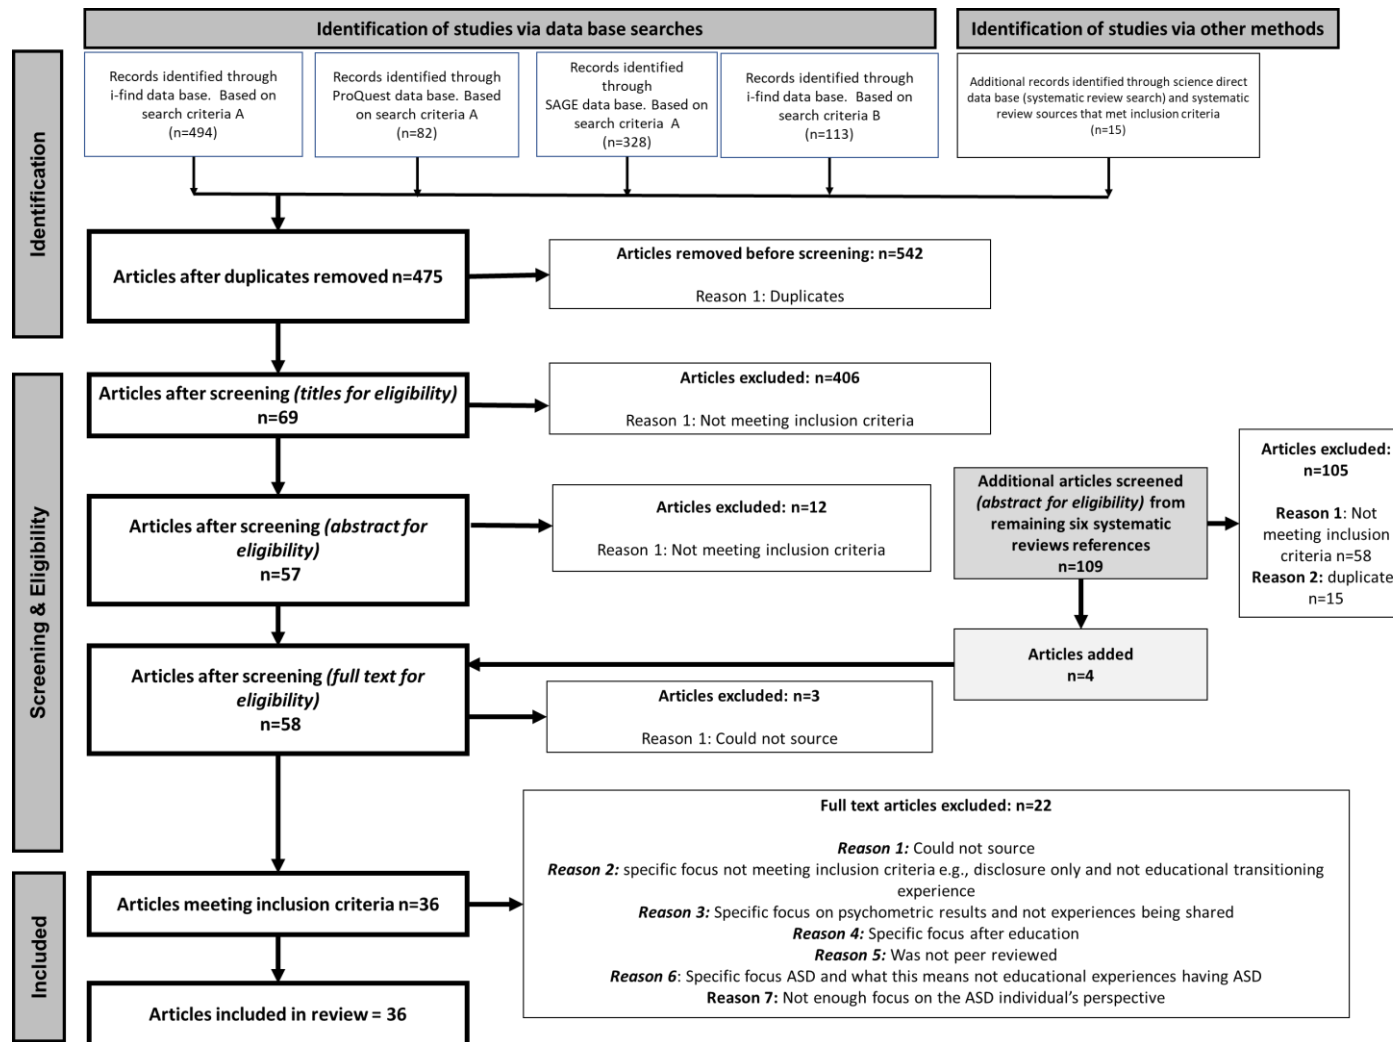 Identification of studies via data base searches
Identification of studies via other methods
Identification
Records identified through
i-find data base. Based on
search criteria A
(n=494)
Records identified through
ProQuest data base. Based
on search criteria A
(n=82)
Records identified
through
SAGE data base. Based on
search criteria A
(n=328)
Records identified through
i-find data base. Based on
search criteria B
(n=113)
Additional records identified through science direct
data base (systematic review search) and systematic
review sources that met inclusion criteria
(n=15)
Articles after duplicates removed n=475
Articles removed before screening: n=542
Reason 1: Duplicates
Screening & Eligibility
Articles after screening (titles for eligibility)
n=69
Articles excluded: n=406
Reason 1: Not meeting inclusion criteria
Articles after screening (abstract for
eligibility)
n=57
Articles excluded: n=12
Reason 1: Not meeting inclusion criteria
Additional articles screened
(abstract for eligibility) from
remaining six systematic
reviews references
n=109
Articles excluded:
n=105
Reason 1: Not
meeting inclusion
criteria n=58
Reason 2: duplicate
n=15
Articles added
n=4
Articles after screening (full text for
eligibility)
n=58
Articles excluded: n=3
Reason 1: Could not source
Full text articles excluded: n=22
Reason 1: Could not source
Reason 2: specific focus not meeting inclusion criteria e.g., disclosure only and not educational transitioning
experience
Reason 3: Specific focus on psychometric results and not experiences being shared
Reason 4: Specific focus after education
Reason 5: Was not peer reviewed
Reason 6: Specific focus ASD and what this means not educational experiences having ASD
Reason 7: Not enough focus on the ASD individual's perspective
Included
Articles meeting inclusion criteria n=36
Articles included in review = 36